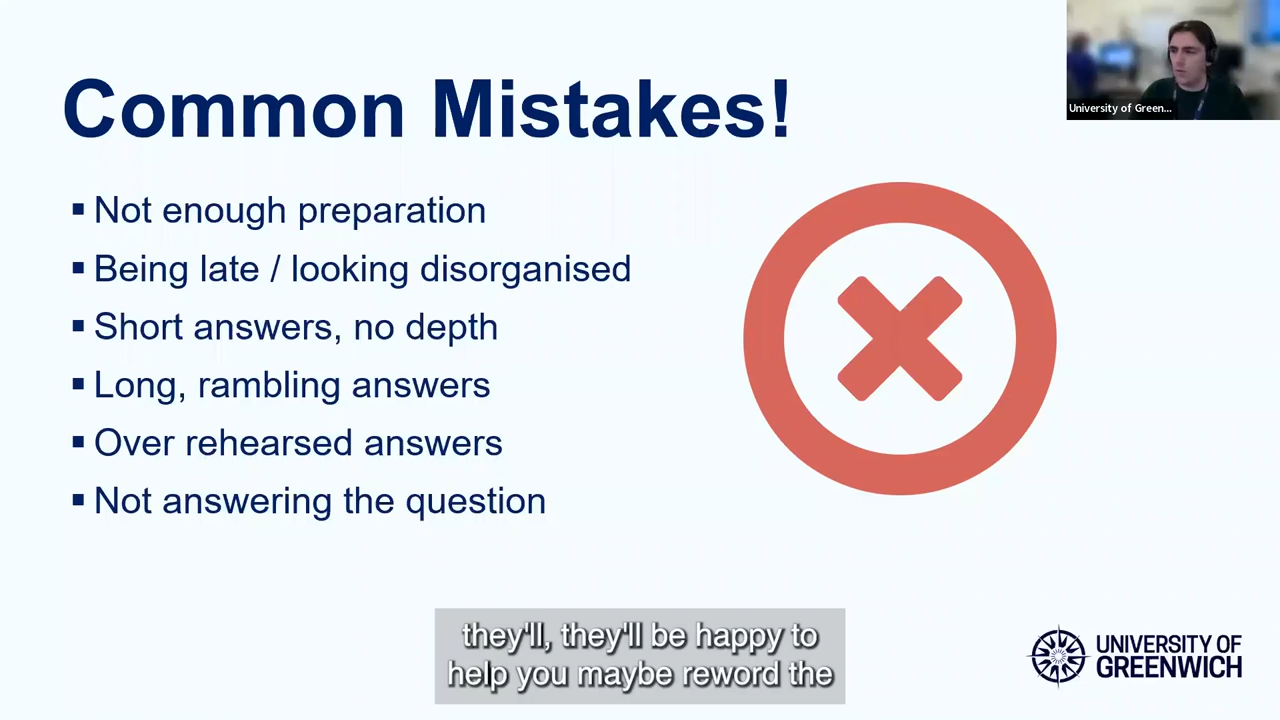 Common Mistakes!
University of Green...
▪ Not enough preparation
▪ Being late / looking disorganised
▪ Short answers, no depth
▪ Long, rambling answers
▪ Over rehearsed answers
▪ Not answering the question
they'll, they'll be happy to
help you maybe reword the
UNIVERSITY OF
GREENWICH